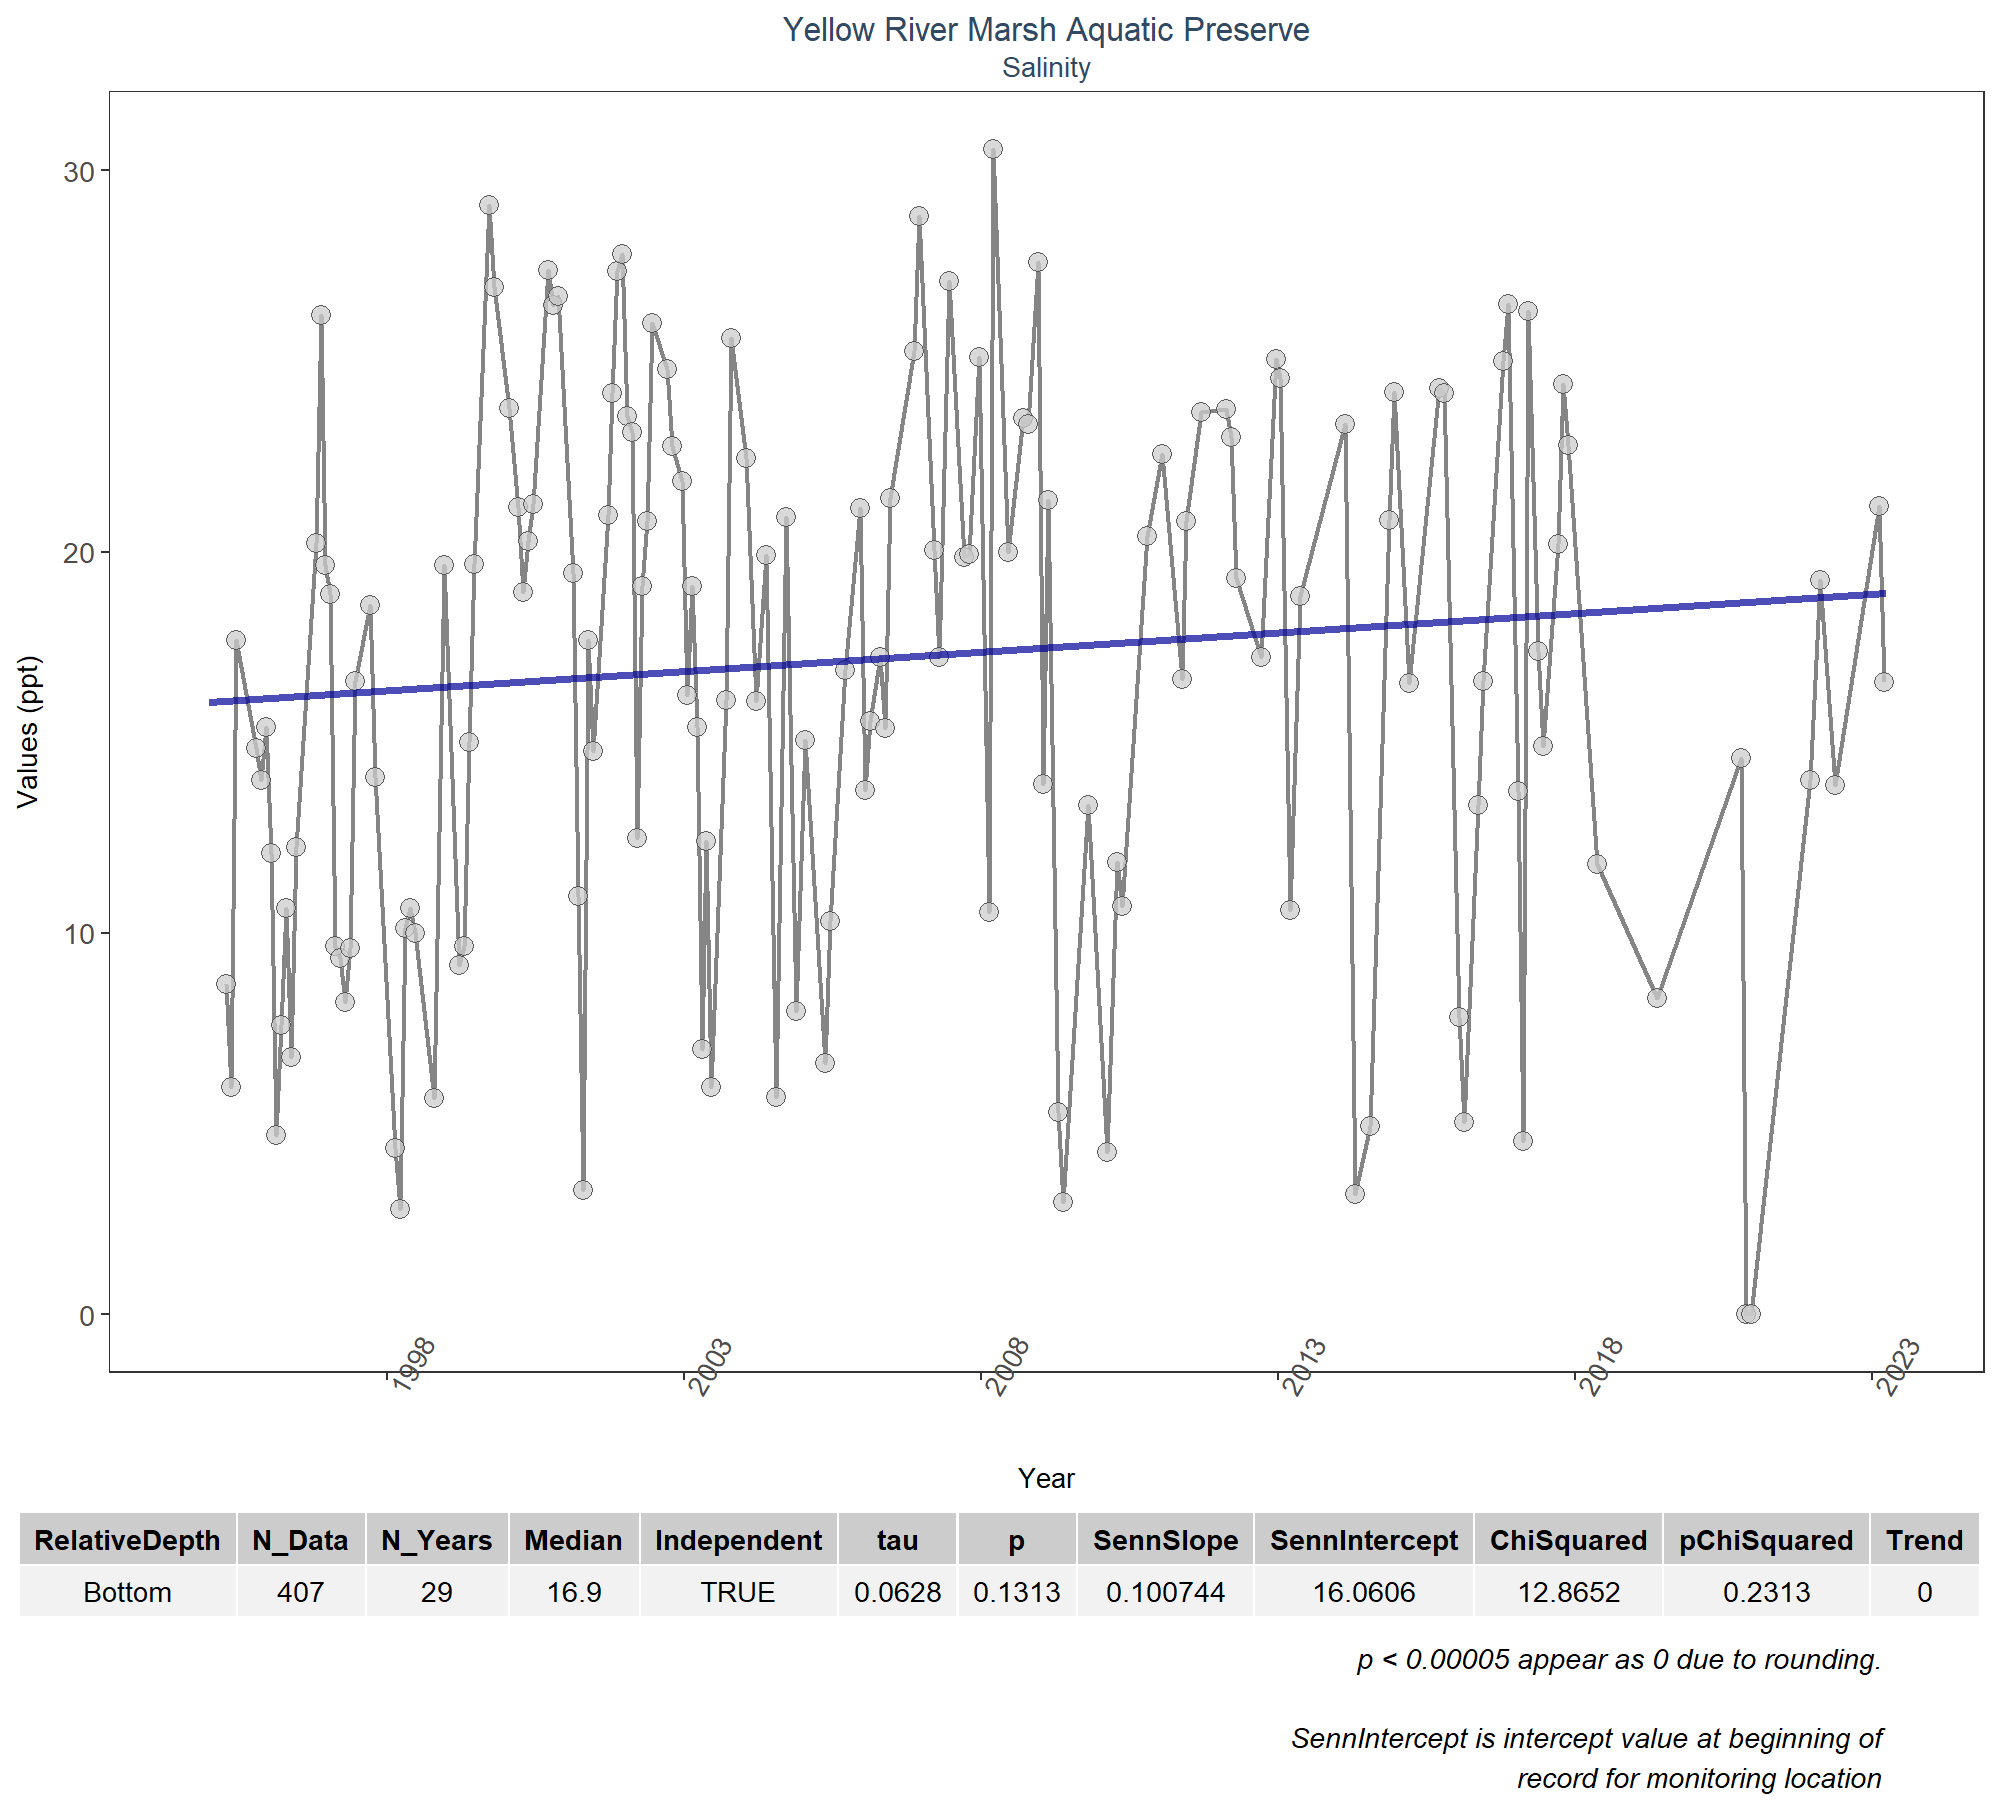 Yellow River Marsh Aquatic Preserve
Salinity
30
20
10
0
Values (ppt)
1998 2003 2008 2013 2018 2023
Year
RelativeDepth N_Data N_Years Median Independent tau p SennSlope SennIntercept ChiSquared pChiSquared Trend
Bottom 407 29 16.9 TRUE 0.0628 0.1313 0.100744 16.0606 12.8652 0.2313 0
p < 0.00005 appear as 0 due to rounding.
SennIntercept is intercept value at beginning of
record for monitoring location